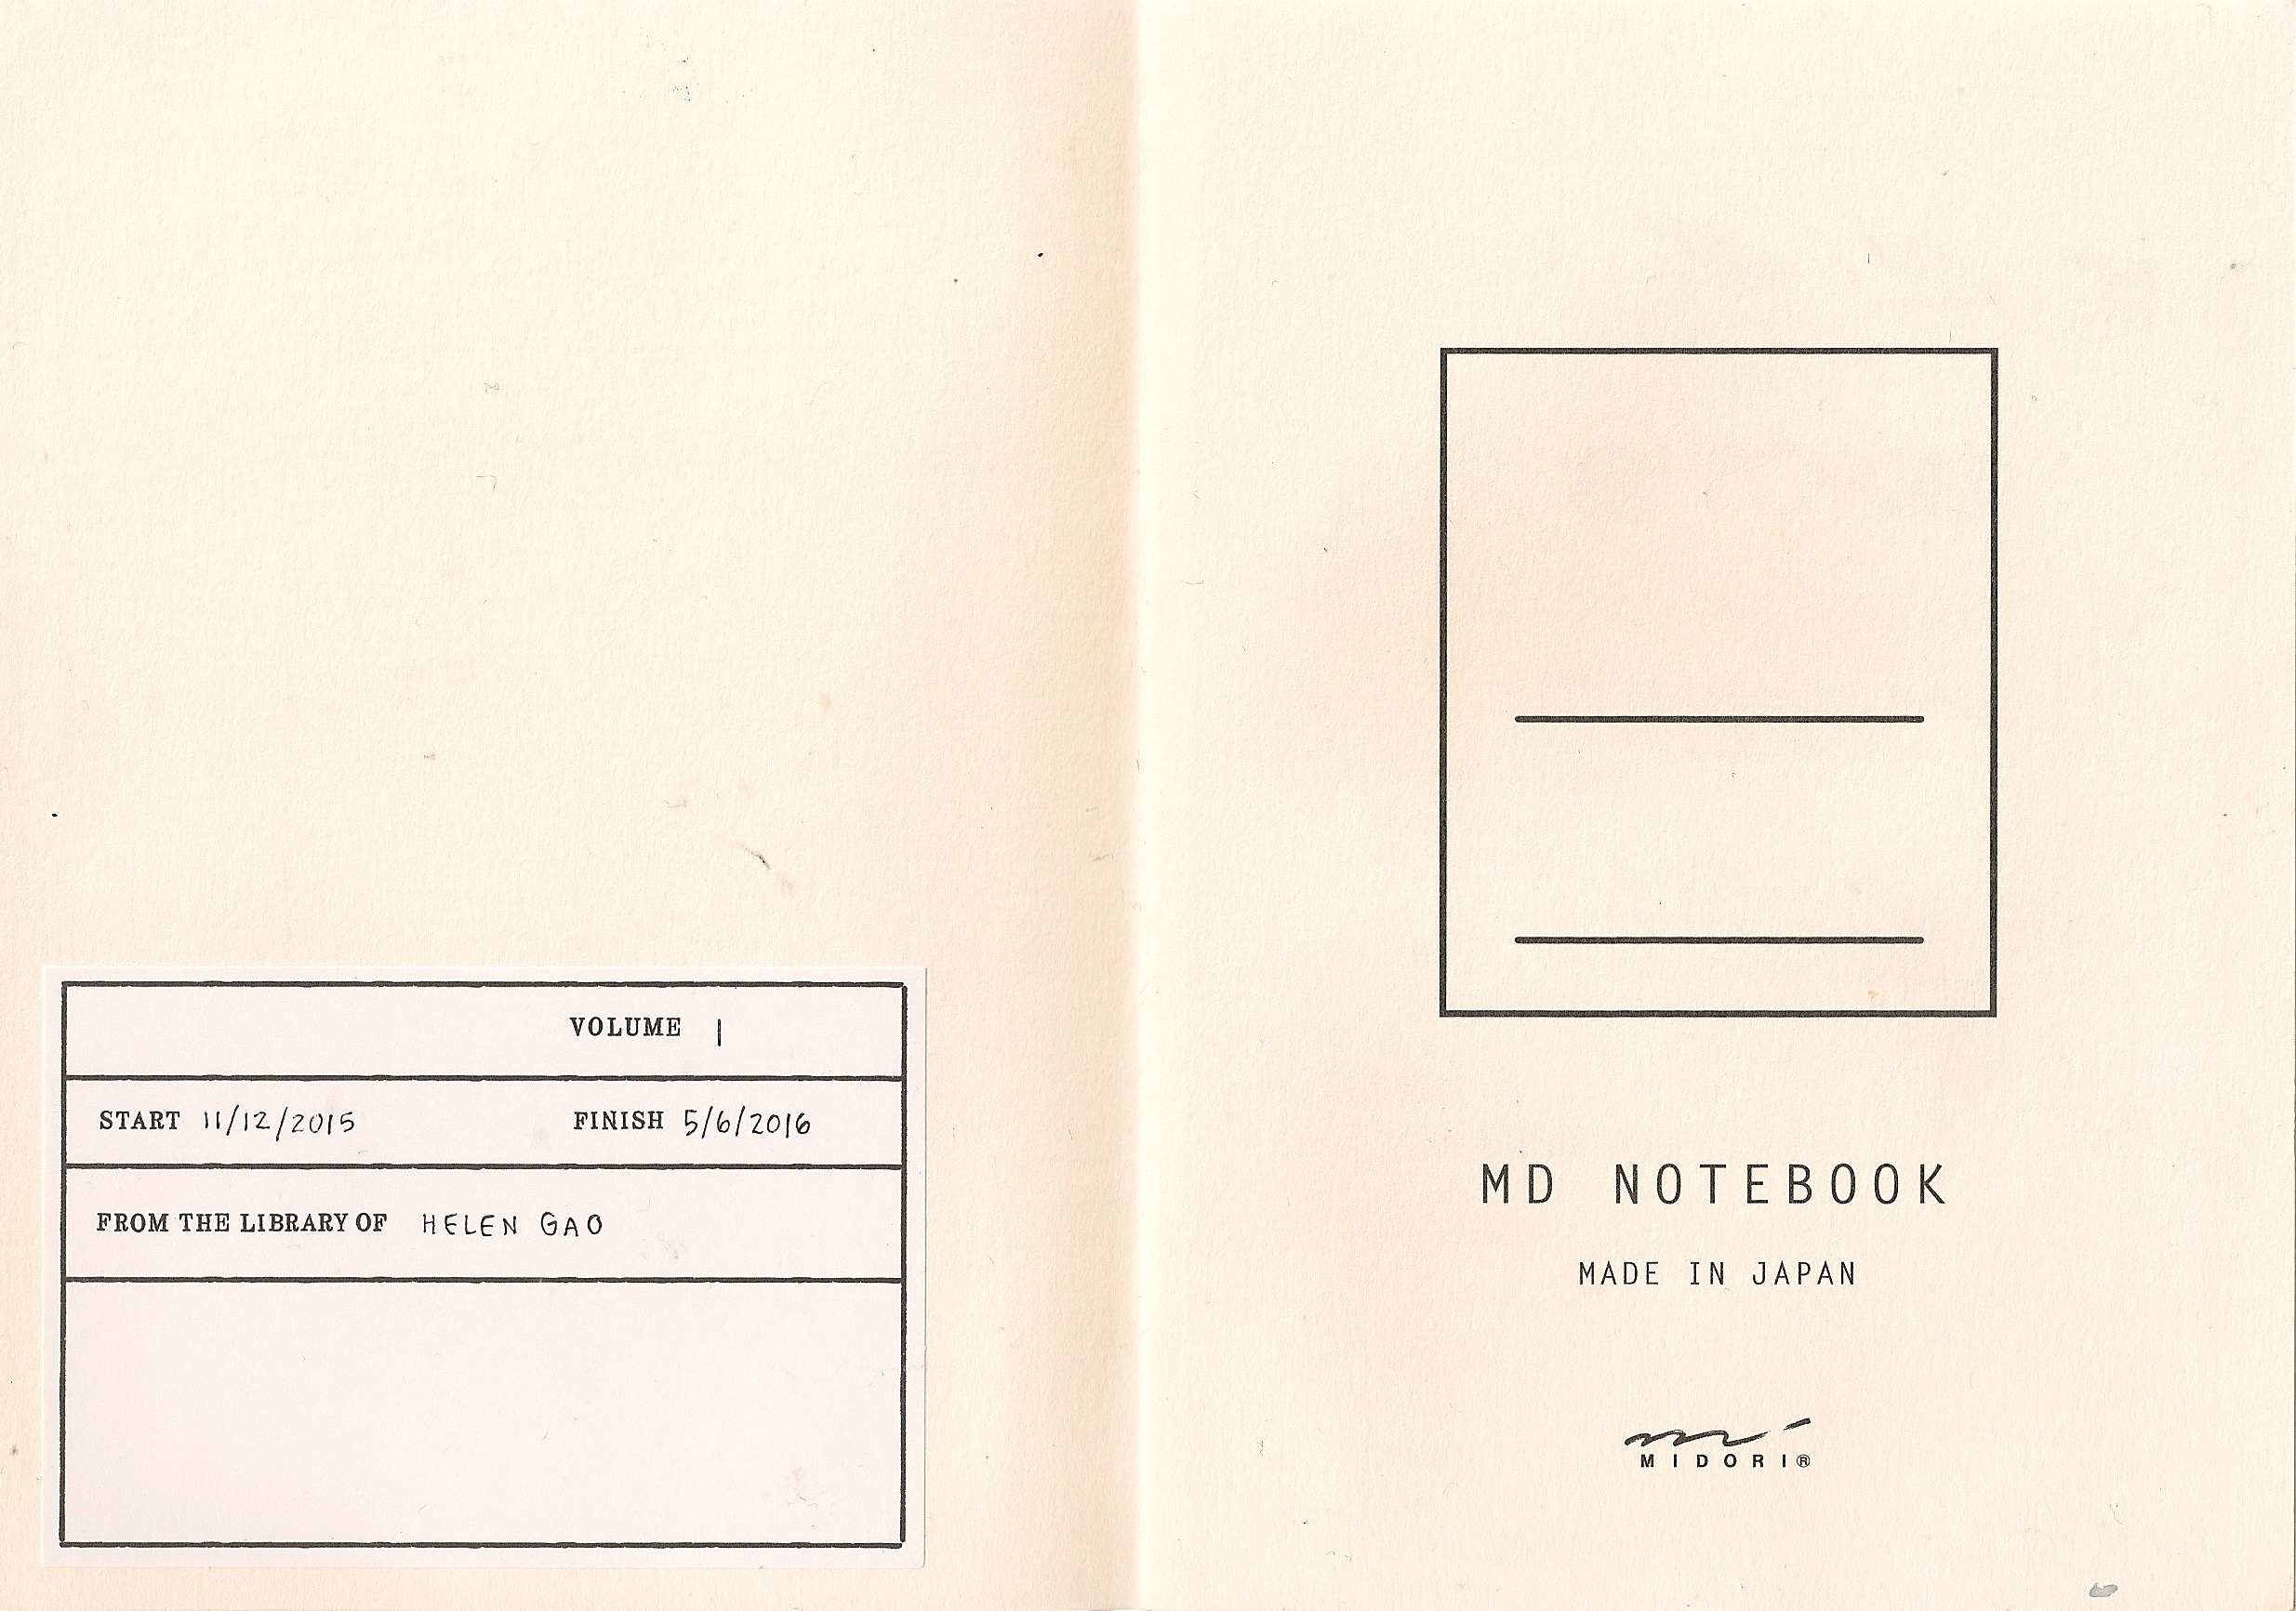 VOLUME 1
START 11/12/2015 FINISH 5/6/2016
FROM THE LIBRARY OF HELEN GAO
MD NOTEBOOK
MADE IN JAPAN
MIDORI®